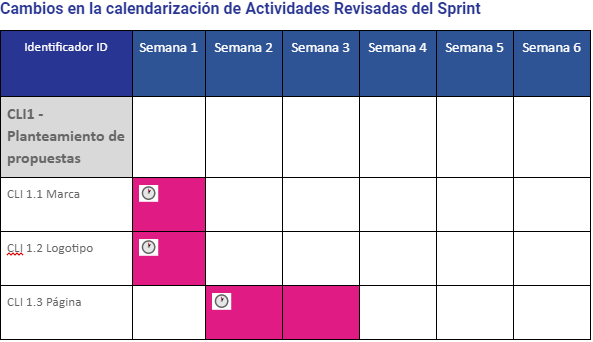 Cambios en la calendarización de Actividades Revisadas del Sprint
Identificador ID Semana 1 Semana 2 Semana 3 Semana 4 Semana 5 Semana 6
CLI1 -
Planteamiento de
propuestas
CLI 1.1 Marca
CLI 1.2 Logotipo
CLI 1.3 Página